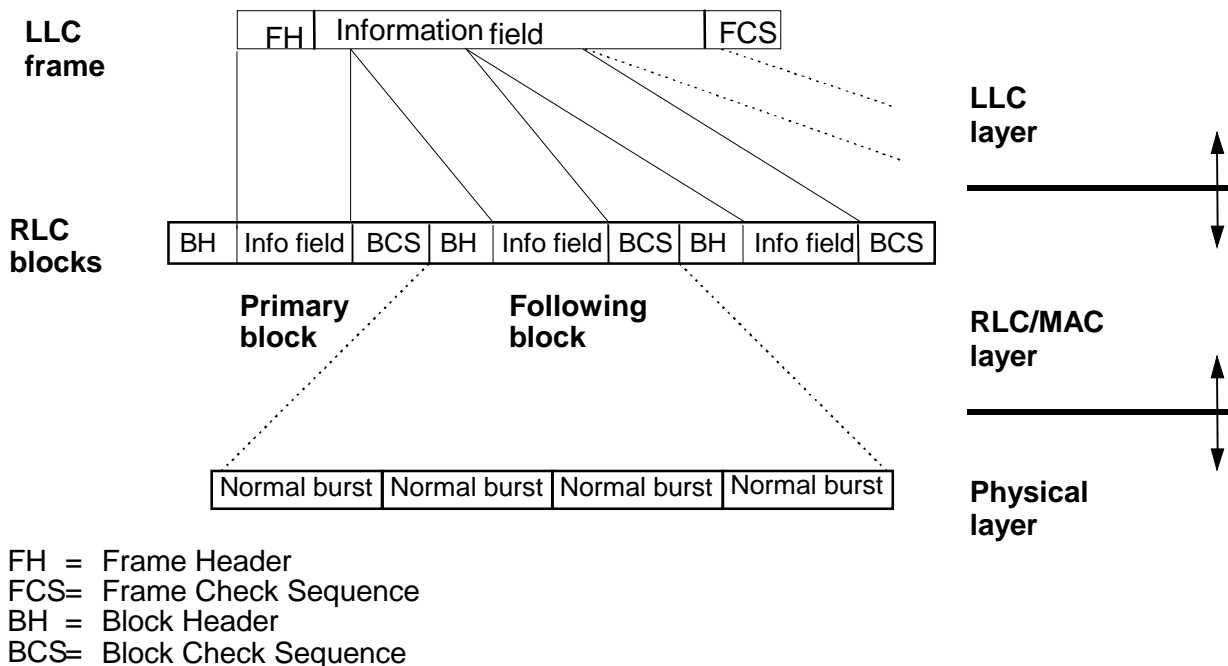 LLC
frame
FH Information field FCS
LLC
layer
RLC
blocks
BH Info field BCS BH Info field BCS BH Info field BCS
Primary
block
Following
block
RLC/MAC
layer
Normal burst Normal burst Normal burst Normal burst
Physical
layer
FH = Frame Header
FCS= Frame Check Sequence
BH = Block Header
BCS= Block Check Sequence